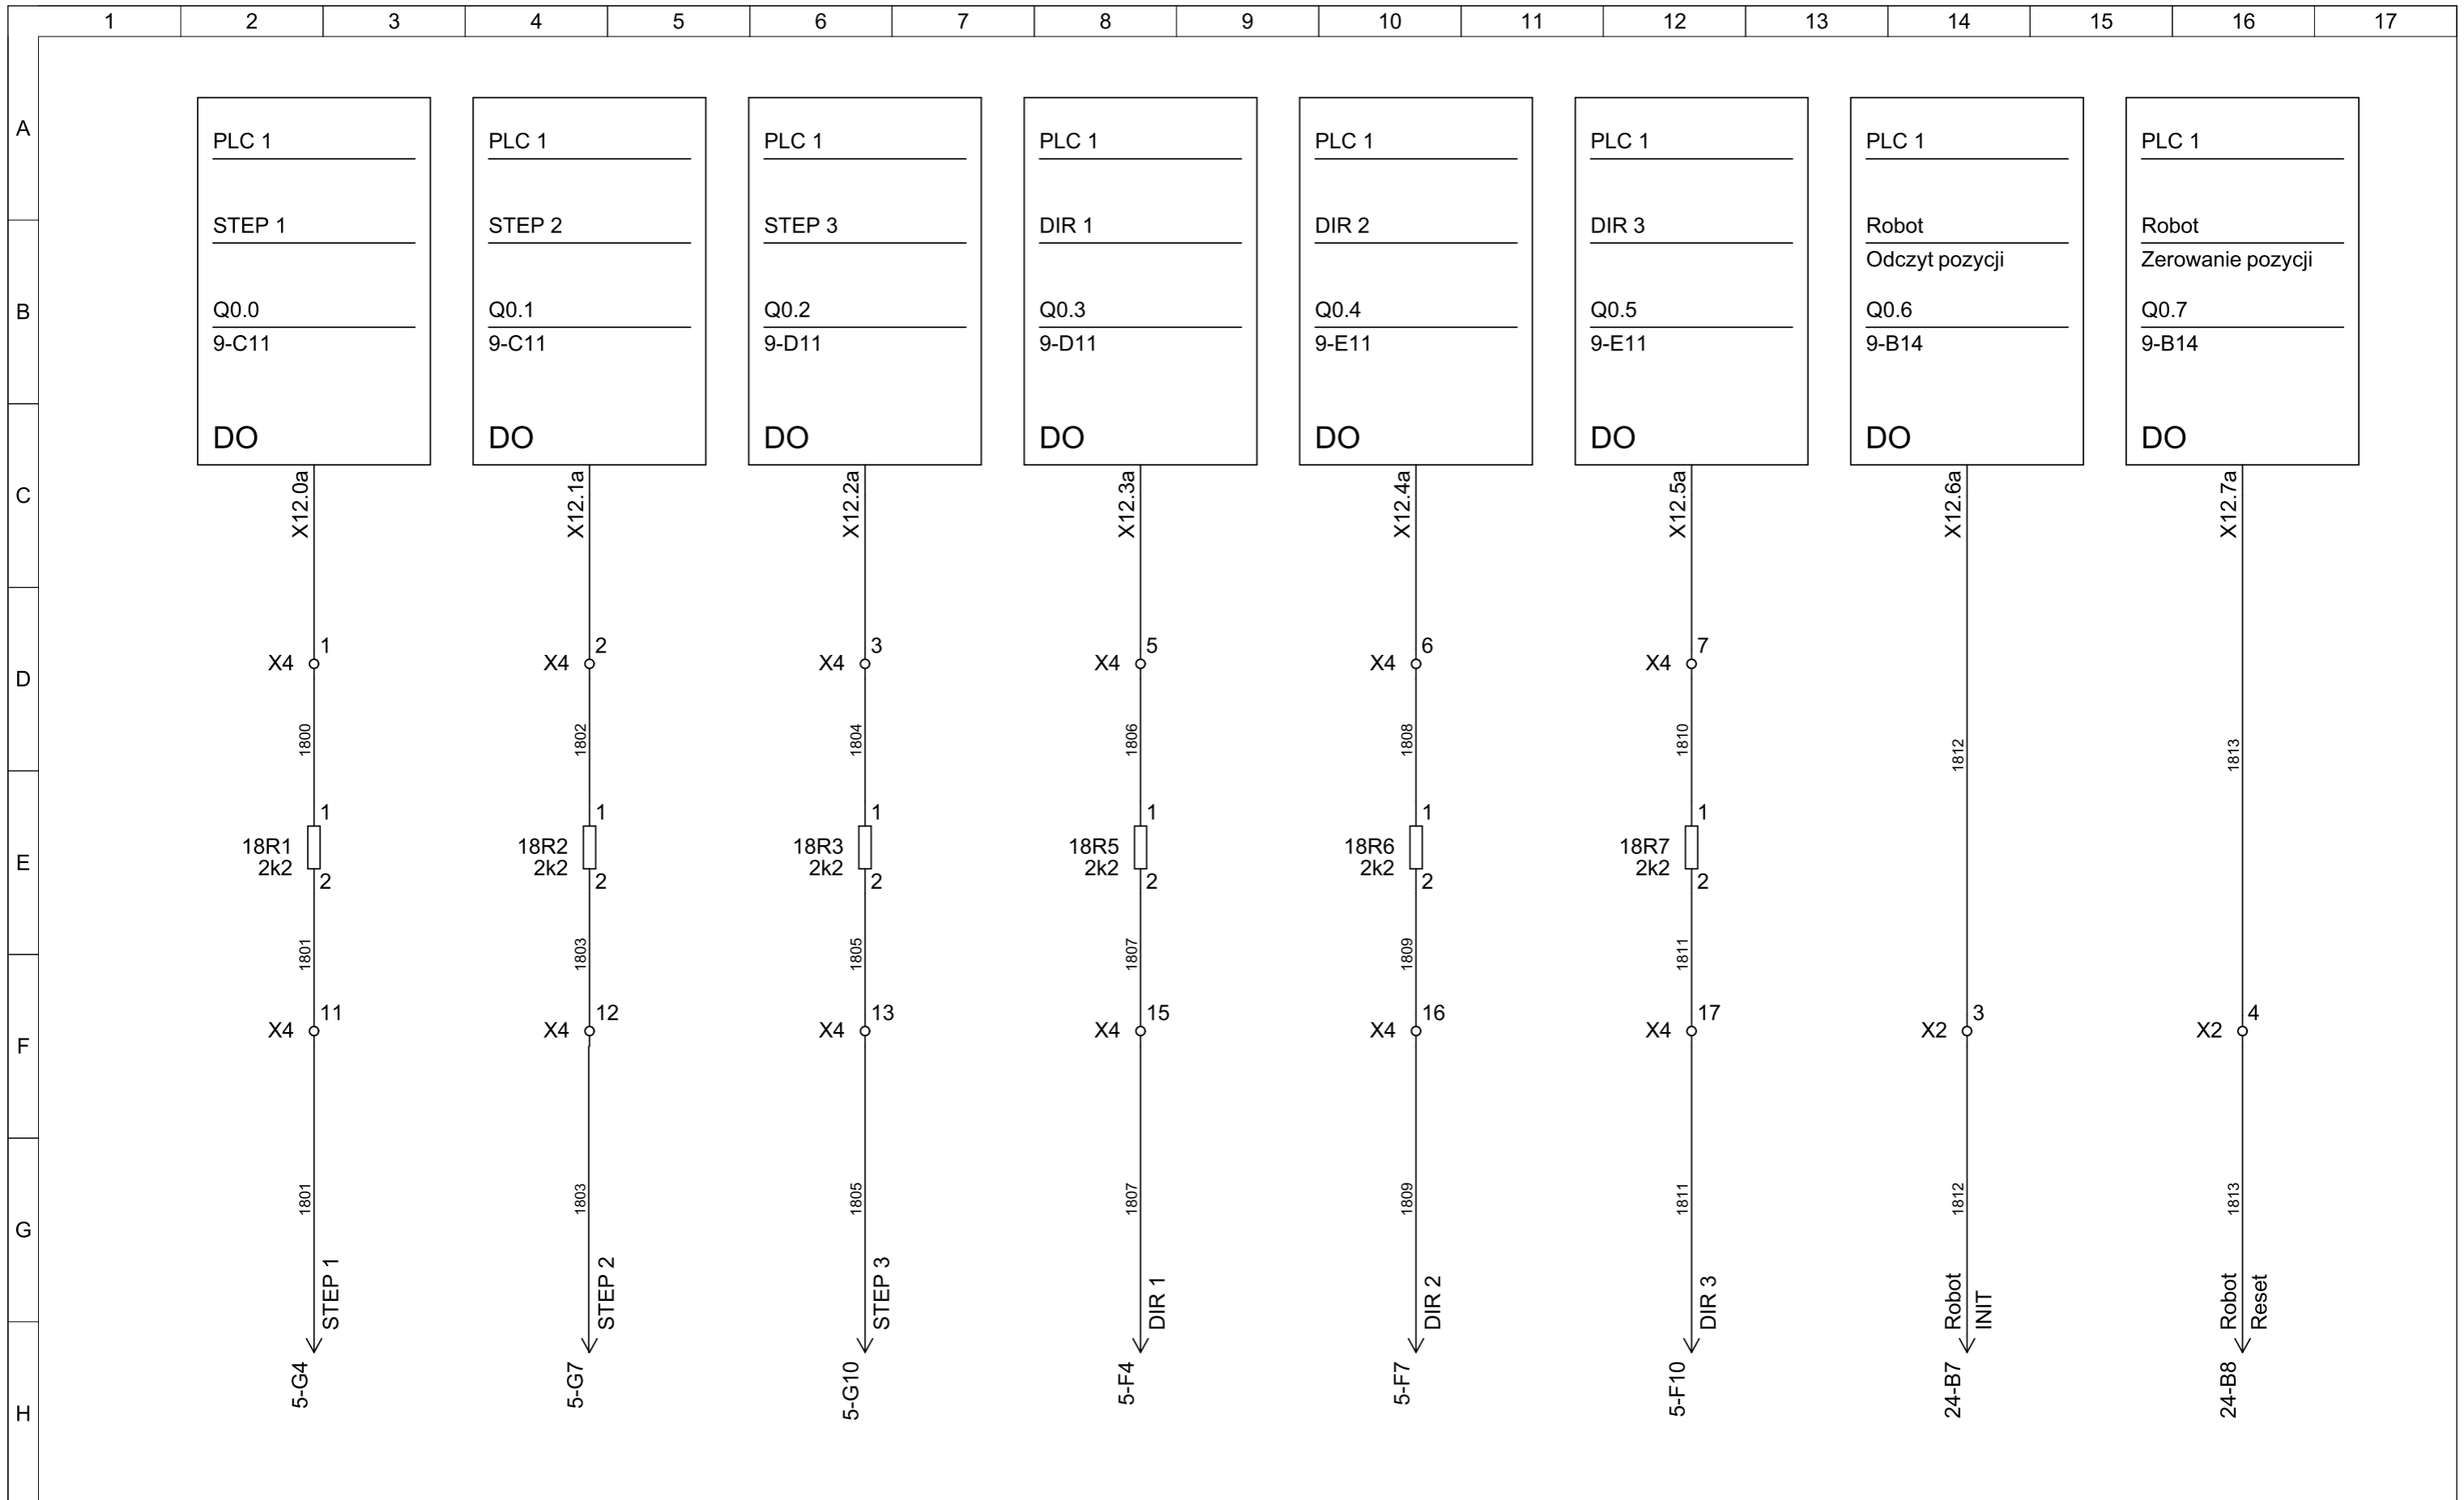 1 2 3 4 5 6 7 8 9 10 11 12 13 14 15 16 17
A
PLC 1 PLC 1 PLC 1 PLC 1 PLC 1 PLC 1 PLC 1 PLC 1
STEP 1 STEP 2 STEP 3 DIR 1 DIR 2 DIR 3 Robot Robot
Odczyt pozycji Zerowanie pozycji
B
Q0.0 Q0.1 Q0.2 Q0.3 Q0.4 Q0.5 Q0.6 Q0.7
9-C11 9-C11 9-D11 9-D11 9-E11 9-E11 9-B14 9-B14
DO DO DO DO DO DO DO DO
C
X12.0a X12.1a X12.2a X12.3a X12.4a X12.5a X12.6a X12.7a
1 2 3 5 6 7
X4 X4 X4 X4 X4 X4
D
1800 1802 1804 1806 1808 1810 1812 1813
1 1 1 1 1 1
18R1 18R2 18R3 18R5 18R6 18R7
E
2k2 2k2 2k2 2k2 2k2 2k2
2 2 2 2 2 2
1801 1803 1805 1807 1809 1811
11 12 13 15 16 17 3 4
X4 X4 X4 X4 X4 X4 X2 X2
F
1801 1803 1805 1807 1809 1811 1812 1813
G
STEP 1 STEP 2 STEP 3 DIR 1 DIR 2 DIR 3 Robot INIT Robot Reset
5-G4 5-G7 5-G10 5-F4 5-F7 5-F10 24-B7 24-B8
H